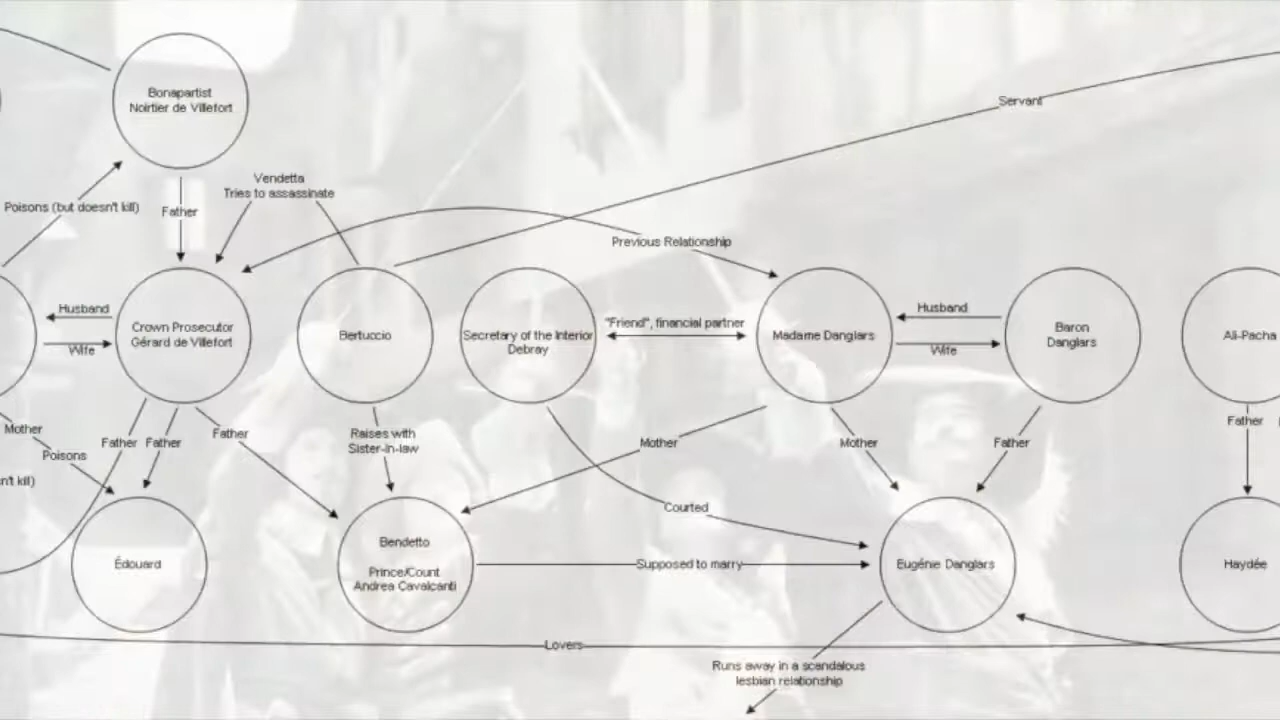 Bonapartist
Noirtier de Villefort
Servant
Vendetta
Tries to assassinate
Poisons (but doesn't kill)
Father
Previous Relationship
Husband
Wife
Crown Prosecutor
Gérard de Villefort
Bertuccio
Secretary of the Interior
Debray
"Friend", financial partner
Madame Danglars
Husband
Wife
Baron
Danglars
Ali-Pacha
Mother
Poisons
n't kill)
Father
Father
Father
Raises with
Sister-in-law
Mother
Mother
Father
Father
Courted
Édouard
Bendetto
Prince/Count
Andrea Cavalcanti
Supposed to marry
Eugénie Danglars
Haydée
Lovers
Runs away in a scandalous
lesbian relationship